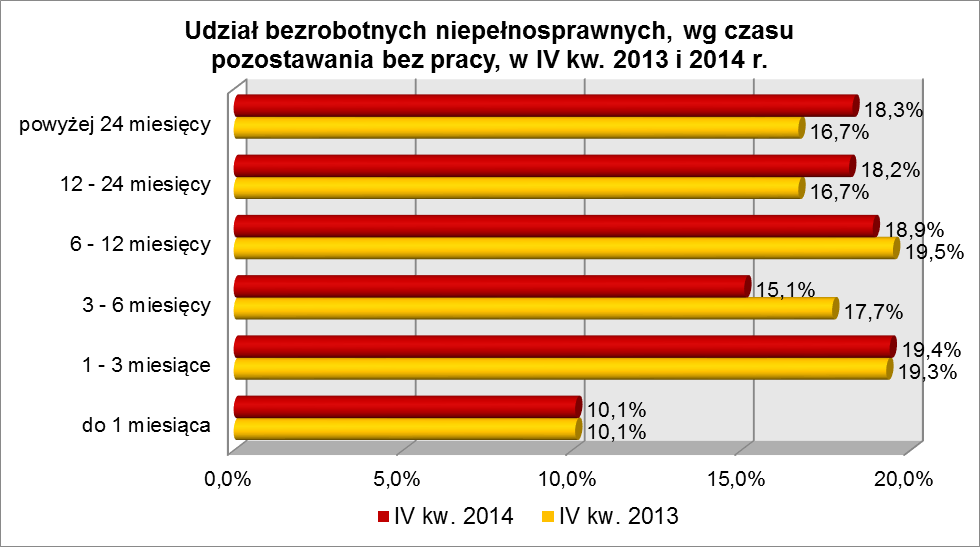 Udział bezrobotnych niepełnosprawnych, wg czasu
pozostawania bez pracy, w IV kw. 2013 i 2014 r.
powyżej 24 miesięcy
18,3%
16,7%
12 - 24 miesięcy
18,2%
16,7%
6 - 12 miesięcy
18,9%
19,5%
3 - 6 miesięcy
15,1%
17,7%
1 - 3 miesiące
19,4%
19,3%
do 1 miesiąca
10,1%
10,1%
0,0% 5,0% 10,0% 15,0% 20,0%
IV kw. 2014 IV kw. 2013